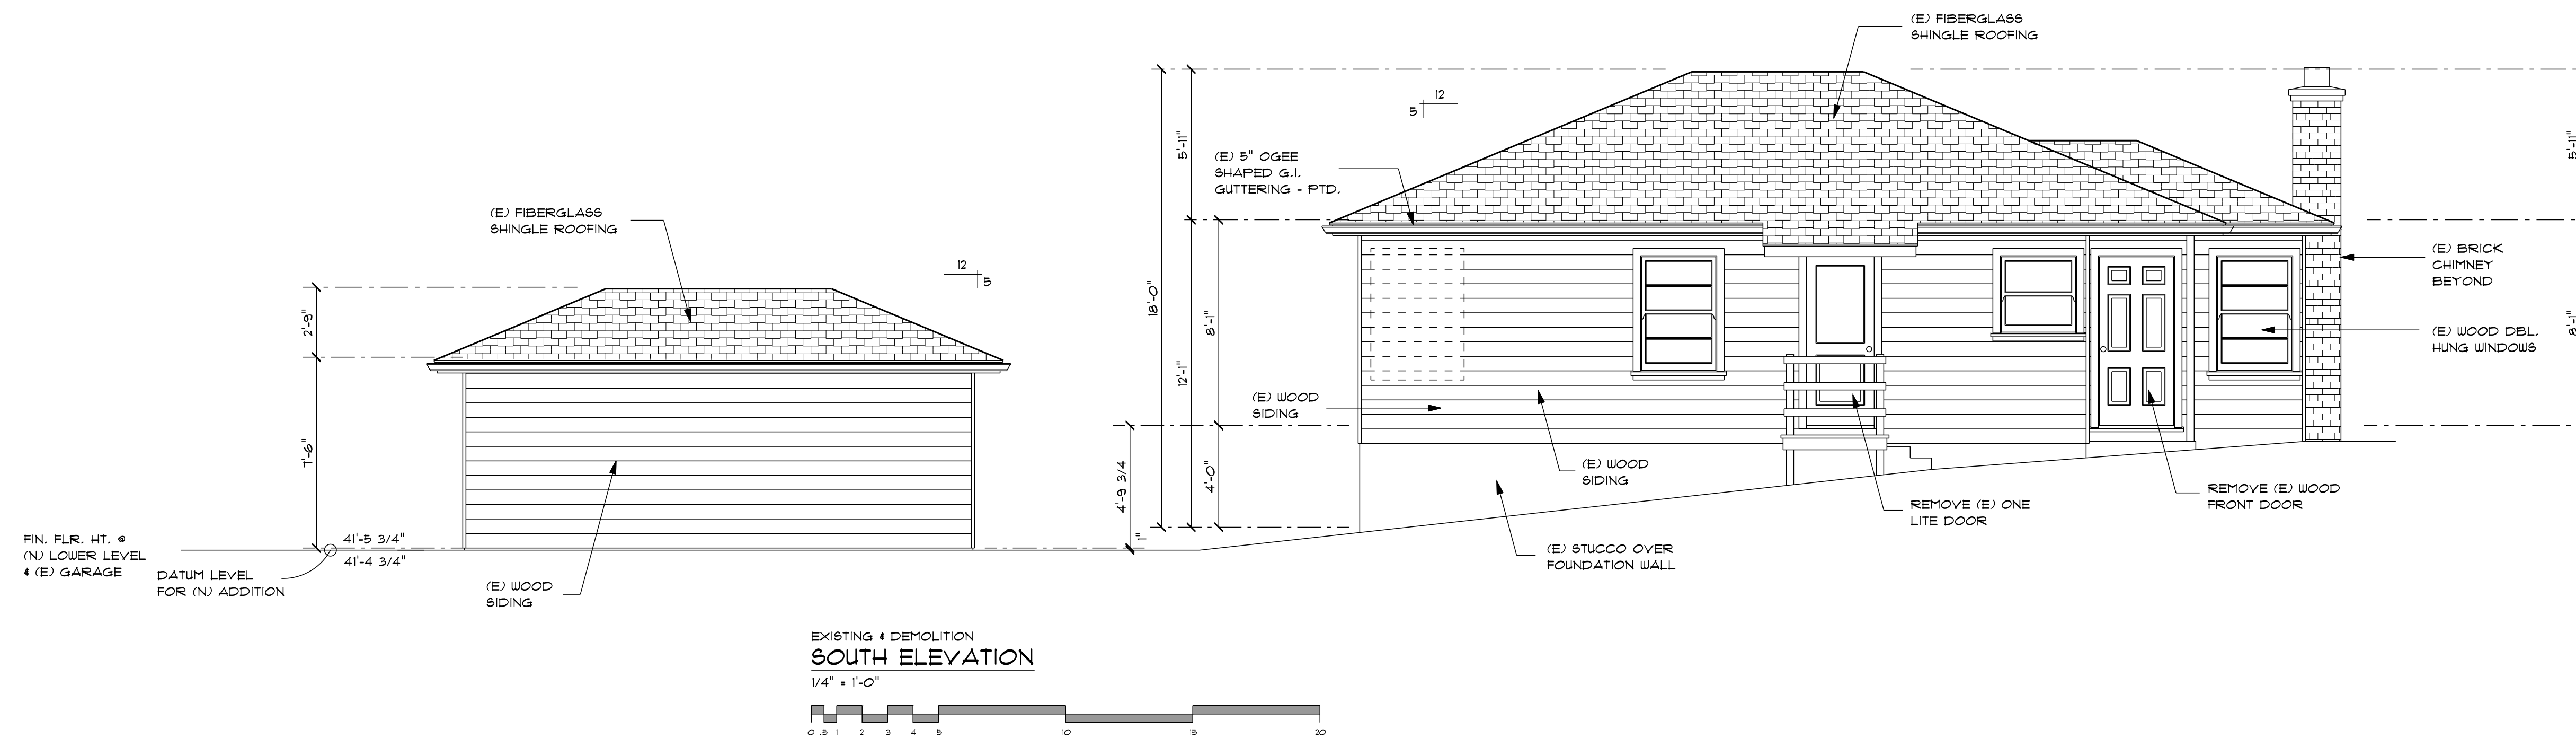 (E) FIBERGLASS
SHINGLE ROOFING
12
5
5'-11"
18'-0"
12'-1"
8'-1"
4'-0"
4'-9 3/4
1"
(E) 5" OGEE
SHAPED G.I.
GUTTERING - PTD.
(E) WOOD
SIDING
(E) WOOD
SIDING
(E) STUCCO OVER
FOUNDATION WALL
REMOVE (E) ONE
LITE DOOR
REMOVE (E) WOOD
FRONT DOOR
(E) BRICK
CHIMNEY
BEYOND
(E) WOOD DBL.
HUNG WINDOWS
5'-11"
8'-1"
(E) FIBERGLASS
SHINGLE ROOFING
12
5
2'-9"
7'-6"
FIN. FLR. HT. @
(N) LOWER LEVEL
& (E) GARAGE
41'-5 3/4"
41'-4 3/4"
DATUM LEVEL
FOR (N) ADDITION
(E) WOOD
SIDING
EXISTING & DEMOLITION
SOUTH ELEVATION
1/4" = 1'-0"
0 .5 1 2 3 4 5 10 15 20